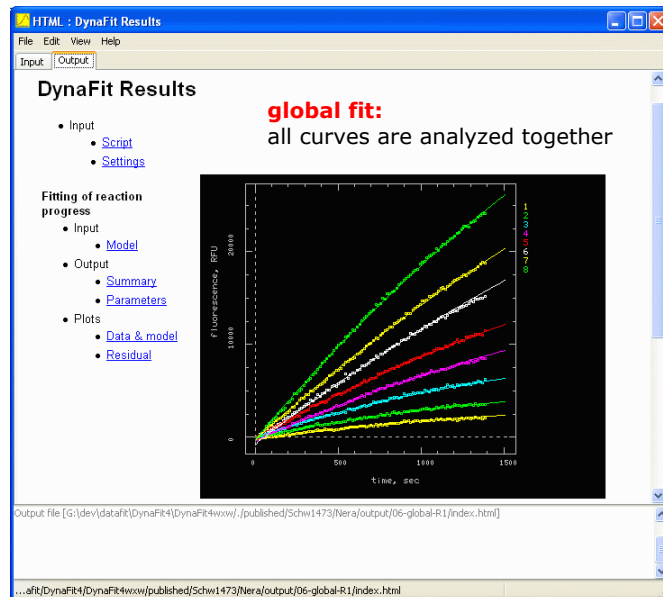 HTML : DynaFit Results
File Edit View Help
Input Output
DynaFit Results
global fit:
all curves are analyzed together
Input
Script
Settings
Fitting of reaction
progress
Input
Model
Output
Summary
Parameters
Plots
Data & model
Residual
fluorescence, RFU
20000
10000
0
0 500 1000 1500
time, sec
1
2
3
4
5
6
7
8
Output file [G:\dev\datafit\DynaFit4\DynaFit4wxw/./published/Schw1473/Nera/output/06-global-R1/index.html]
...afit/DynaFit4/DynaFit4wxw/published/Schw1473/Nera/output/06-global-R1/index.html